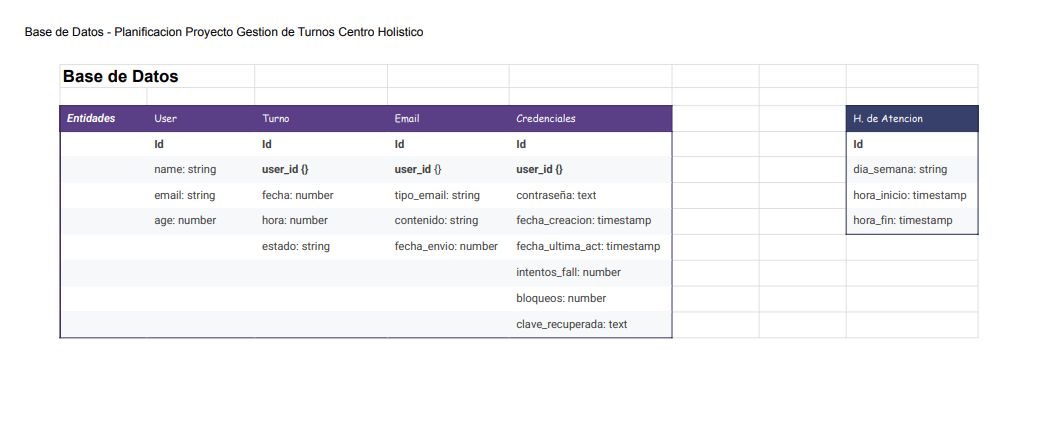 Base de Datos - Planificacion Proyecto Gestion de Turnos Centro Holistico
Base de Datos
Entidades User Turno Email Credenciales H. de Atencion
Id Id Id Id Id
name: string user_id {} user_id {} user_id {} dia_semana: string
email: string fecha: number tipo_email: string contraseña: text hora_inicio: timestamp
age: number hora: number contenido: string fecha_creacion: timestamp hora_fin: timestamp
estado: string fecha_envio: number fecha_ultima_act: timestamp
intentos_fall: number
bloqueos: number
clave_recuperada: text